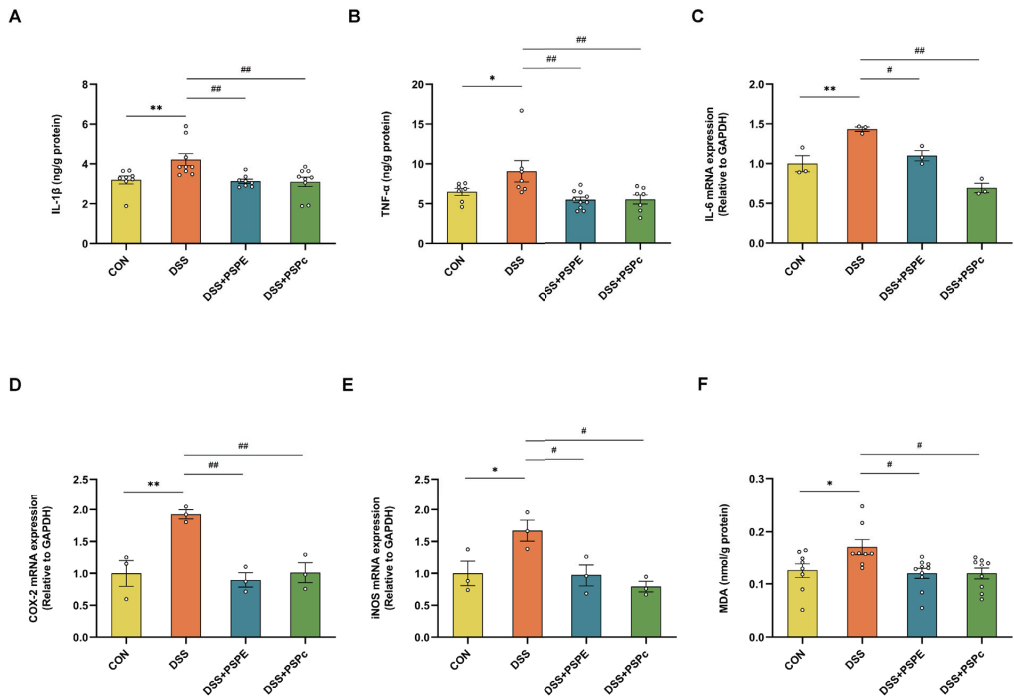 A
B
C
##
##
**
IL-1β (ng/g protein)
8
6
4
2
0
CON
DSS
DSS+PSPE
DSS+PSPc
##
##
*
TNF-α (ng/g protein)
20
15
10
5
0
CON
DSS
DSS+PSPE
DSS+PSPc
##
#
**
IL-6 mRNA expression
(Relative to GAPDH)
2.0
1.5
1.0
0.5
0.0
CON
DSS
DSS+PSPE
DSS+PSPc
D
E
F
##
##
**
COX-2 mRNA expression
(Relative to GAPDH)
2.5
2.0
1.5
1.0
0.5
0.0
CON
DSS
DSS+PSPE
DSS+PSPc
#
#
*
iNOS mRNA expression
(Relative to GAPDH)
2.5
2.0
1.5
1.0
0.5
0.0
CON
DSS
DSS+PSPE
DSS+PSPc
#
#
*
MDA (nmol/g protein)
0.3
0.2
0.1
0.0
CON
DSS
DSS+PSPE
DSS+PSPc